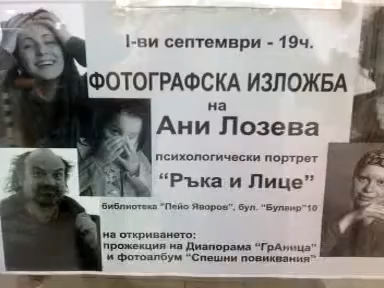 I-ви септември - 19ч.
ФОТОГРАФСКА ИЗЛОЖБА
на
Ани Лозева
психологически портрет
"Ръка и Лице"
библиотека "Пейо Яворов", бул. "Булаир"10
на откриването:
прожекция на Диапорама "ГрАница"
и фотоалбум "Спешни повиквания"